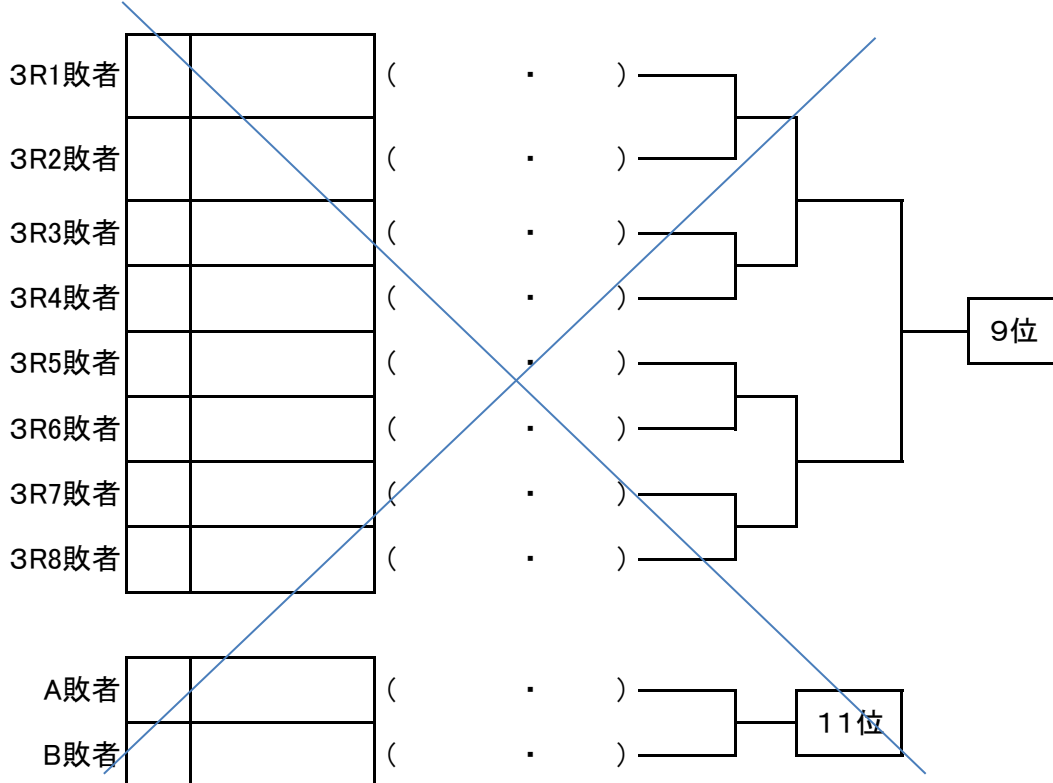 3R1敗者 ( ・ )
3R2敗者 ( ・ )
3R3敗者 ( ・ )
3R4敗者 ( ・ )
9位
3R5敗者 ( ・ )
3R6敗者 ( ・ )
3R7敗者 ( ・ )
3R8敗者 ( ・ )
A敗者 ( ・ )
11位
B敗者 ( ・ )